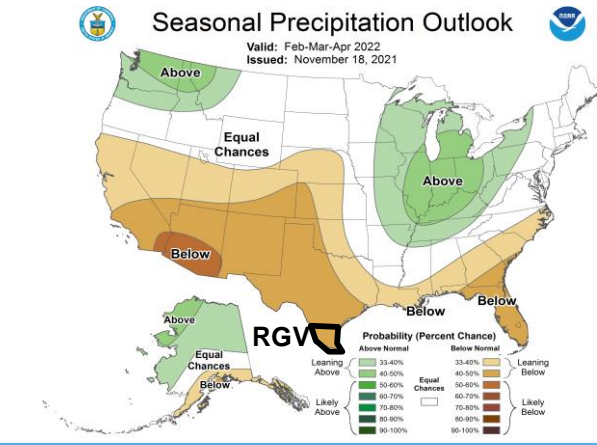 Seasonal Precipitation Outlook
NOAA
Valid: Feb-Mar-Apr 2022
Issued: November 18, 2021
Above
Equal
Chances
Above
Below
Below
Below
Above
Equal
Chances
Below
RGV
Probability (Percent Chance)
Above Normal Below Normal
Leaning
Above
33-40%
40-50%
Likely
Above
50-60%
60-70%
70-80%
80-90%
90-100%
Equal
Chances
33-40%
40-50%
Leaning
Below
50-60%
60-70%
70-80%
80-90%
90-100%
Likely
Below